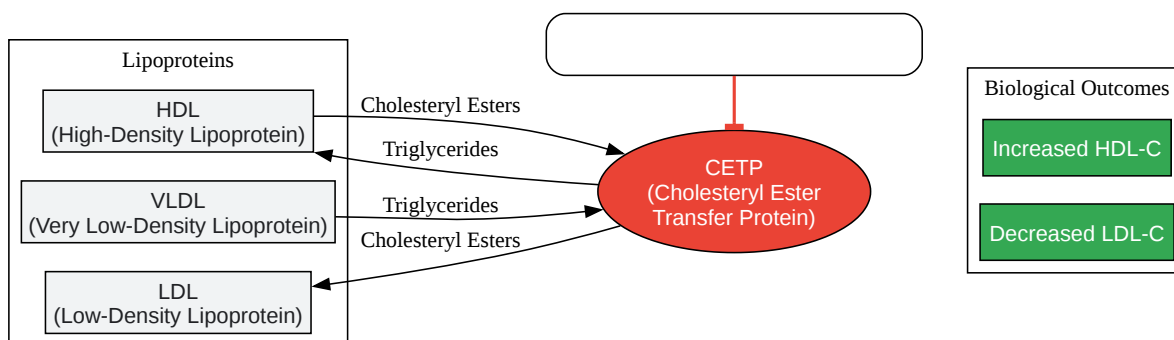 Lipoproteins
HDL
(High-Density Lipoprotein)
VLDL
(Very Low-Density Lipoprotein)
LDL
(Low-Density Lipoprotein)
Cholesteryl Esters
Triglycerides
Triglycerides
Cholesteryl Esters
CETP
(Cholesteryl Ester
Transfer Protein)
Biological Outcomes
Increased HDL-C
Decreased LDL-C